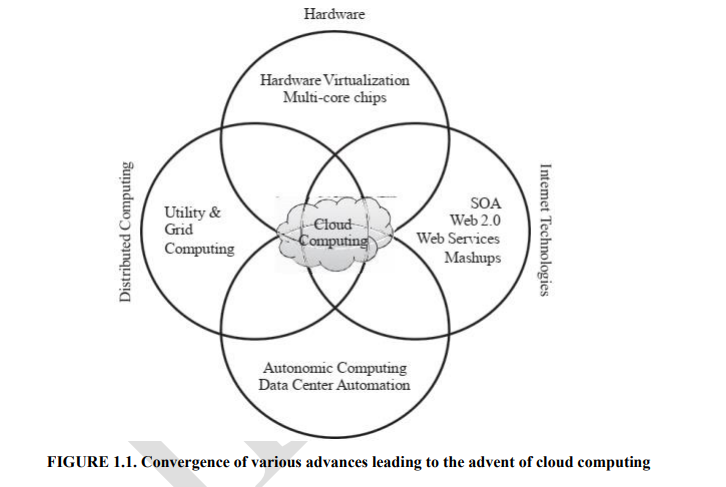 Hardware
Hardware Virtualization
Multi-core chips
Distributed Computing
Utility &
Grid
Computing
Cloud
Computing
SOA
Web 2.0
Web Services
Mashups
Internet Technologies
Autonomic Computing
Data Center Automation
FIGURE 1.1. Convergence of various advances leading to the advent of cloud computing